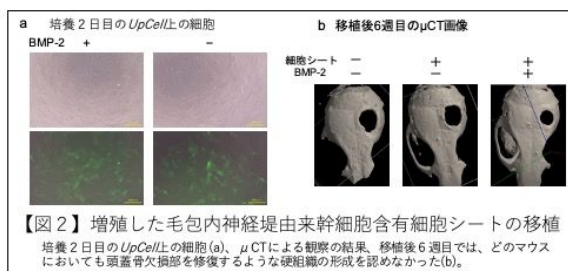 a 培養２日目のUpCell上の細胞
BMP-2 + −
b 移植後6週目のμCT画像
細胞シート − + +
BMP-2 − − +
【図２】増殖した毛包内神経堤由来幹細胞含有細胞シートの移植
培養２日目のUpCell上の細胞(a)、μCTによる観察の結果、移植後６週目では、どのマウス
においても頭蓋骨欠損部を修復するような硬組織の形成を認めなかった(b)。